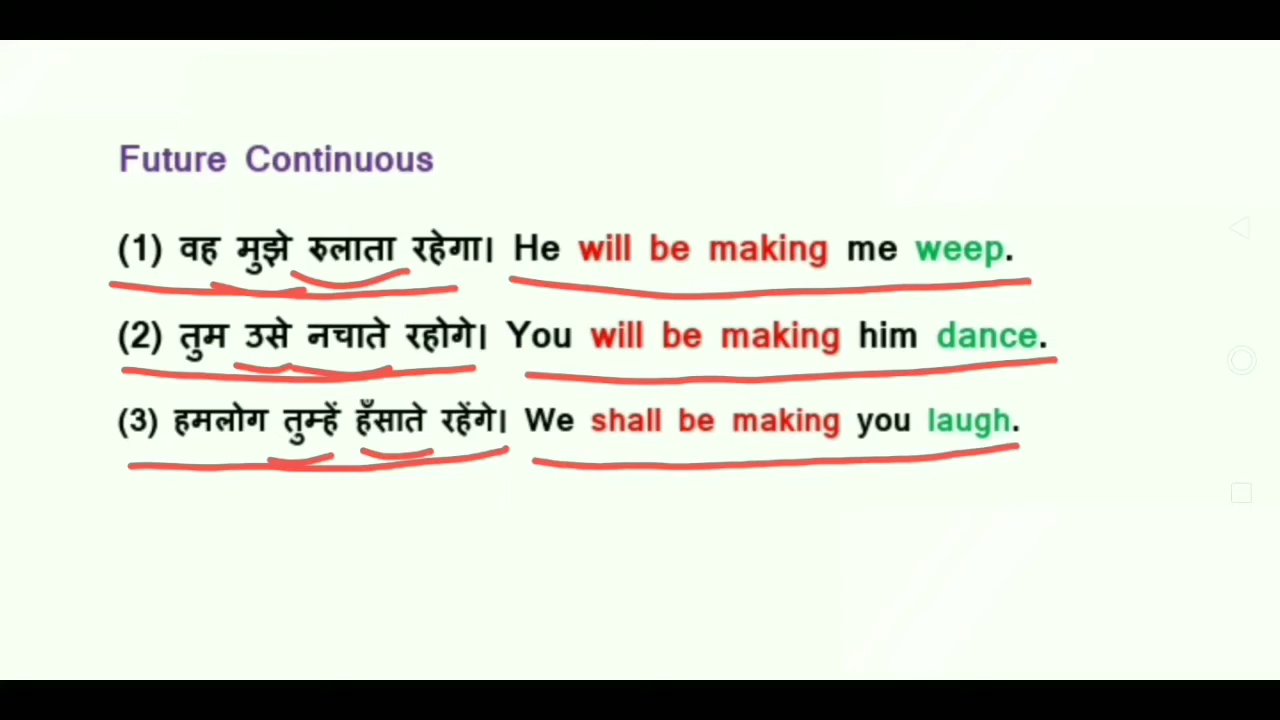 Future Continuous
(1) वह मुझे रुलाता रहेगा। He will be making me weep.
(2) तुम उसे नचाते रहोगे। You will be making him dance.
(3) हमलोग तुम्हें हँसाते रहेंगे। We shall be making you laugh.